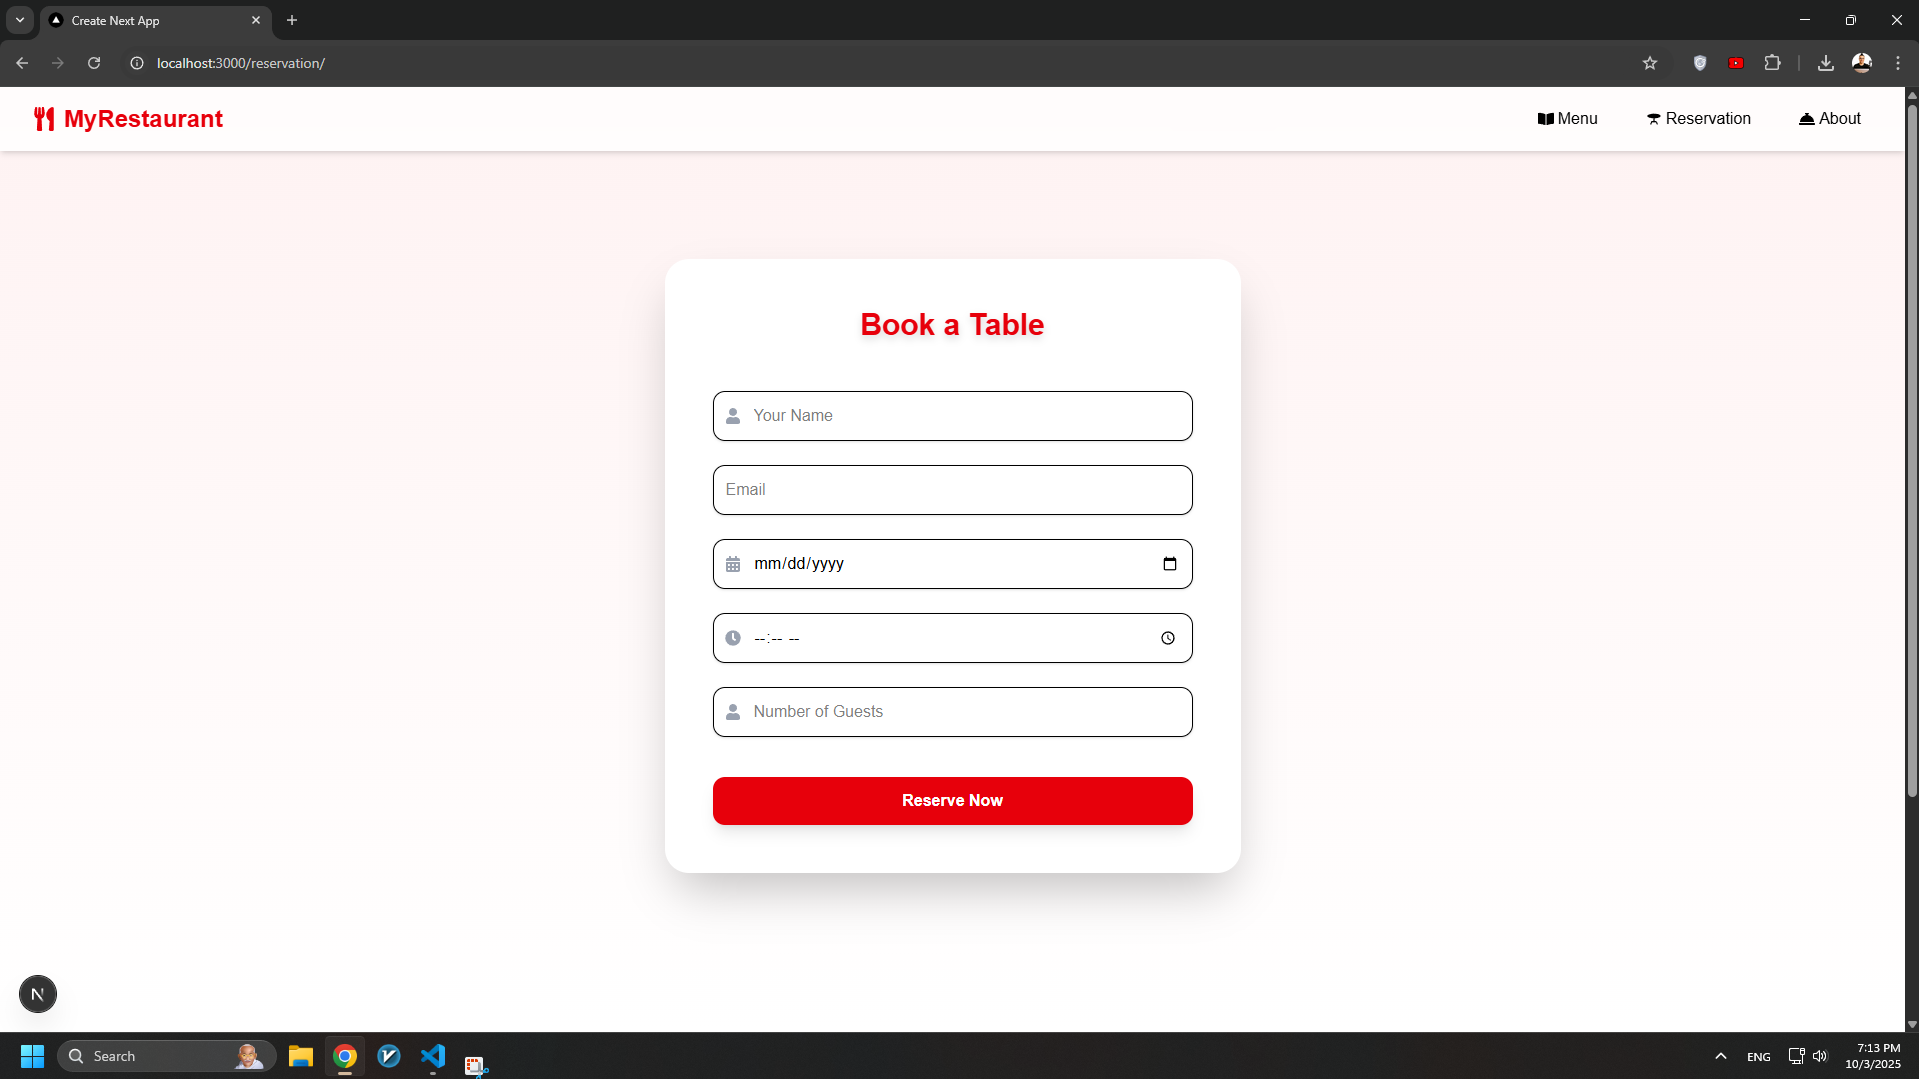 Create Next App
localhost:3000/reservation/
MyRestaurant
Menu
Reservation
About
Book a Table
Your Name
Email
mm/dd/yyyy
--:-- --
Number of Guests
Reserve Now
N
Search
ENG
7:13 PM
10/3/2025